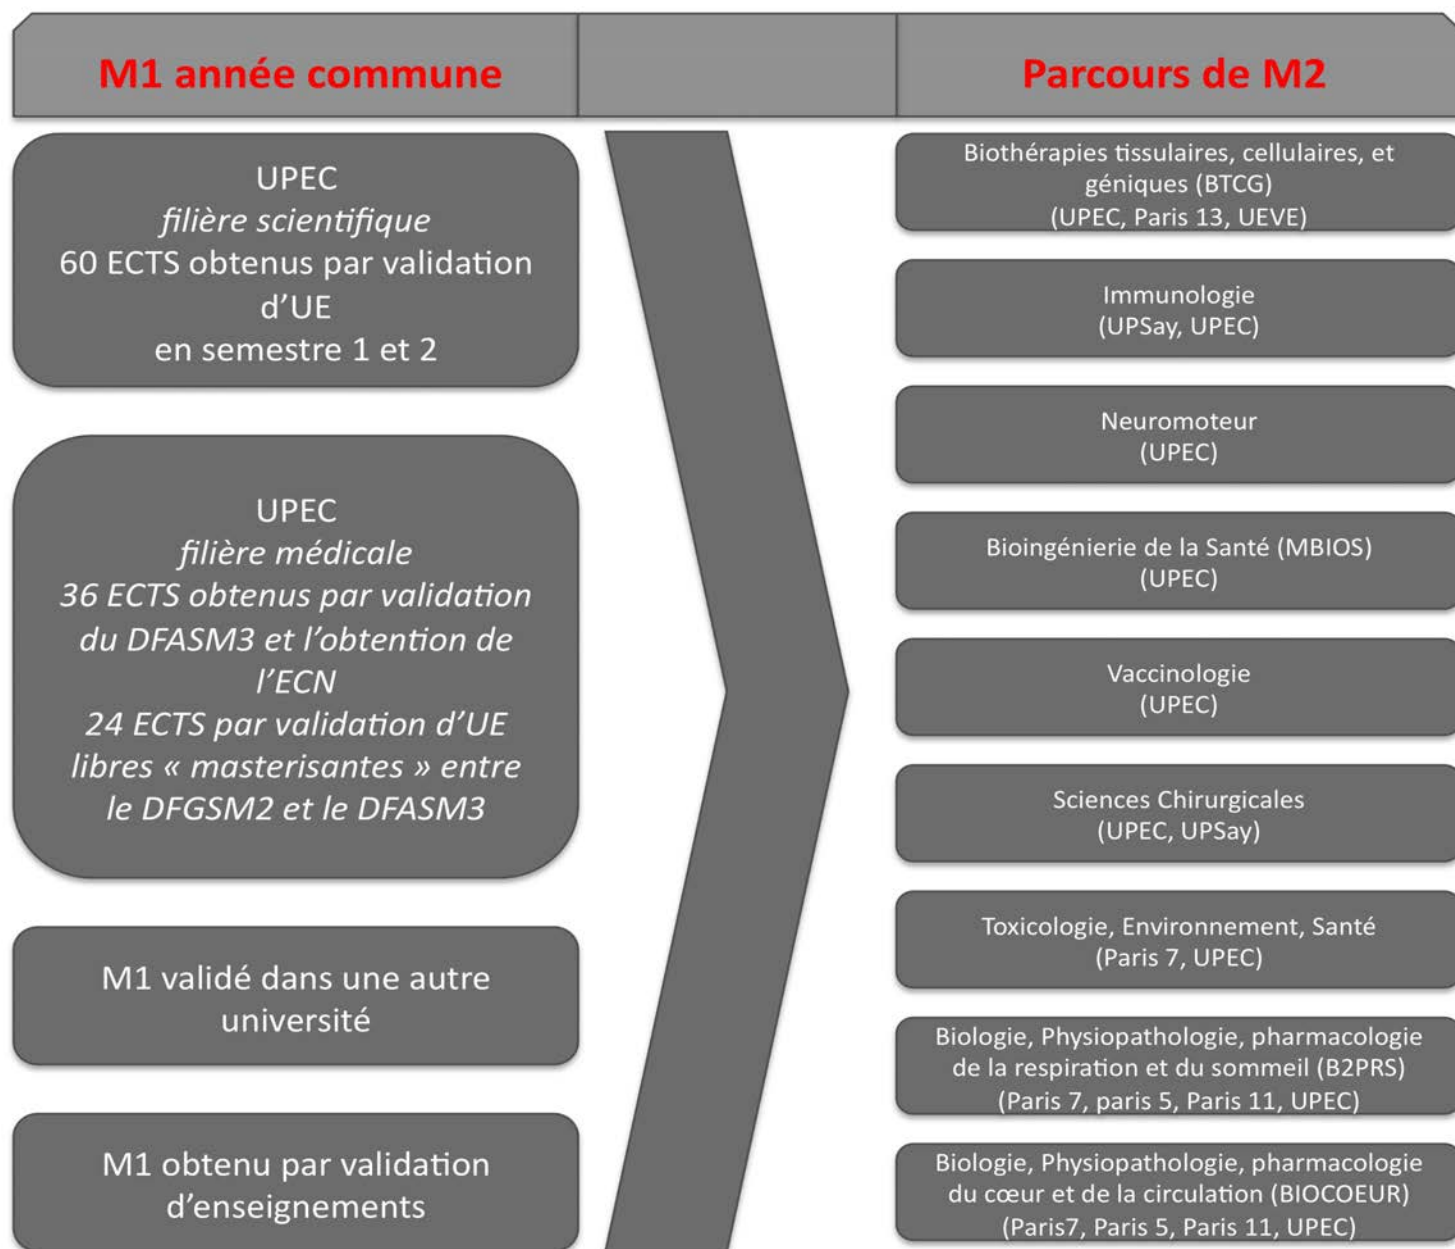 M1 année commune
Parcours de M2
UPEC
filière scientifique
60 ECTS obtenus par validation
d’UE
en semestre 1 et 2
UPEC
filière médicale
36 ECTS obtenus par validation
du DFASM3 et l’obtention de
l’ECN
24 ECTS par validation d’UE
libres « masterisantes » entre
le DFGSM2 et le DFASM3
M1 validé dans une autre
université
M1 obtenu par validation
d’enseignements
Biothérapies tissulaires, cellulaires, et
géniques (BTCG)
(UPEC, Paris 13, UEVE)
Immunologie
(UPSay, UPEC)
Neuromoteur
(UPEC)
Bioingénierie de la Santé (MBIOS)
(UPEC)
Vaccinologie
(UPEC)
Sciences Chirurgicales
(UPEC, UPSay)
Toxicologie, Environnement, Santé
(Paris 7, UPEC)
Biologie, Physiopathologie, pharmacologie
de la respiration et du sommeil (B2PRS)
(Paris 7, paris 5, Paris 11, UPEC)
Biologie, Physiopathologie, pharmacologie
du cœur et de la circulation (BIOCOEUR)
(Paris7, Paris 5, Paris 11, UPEC)